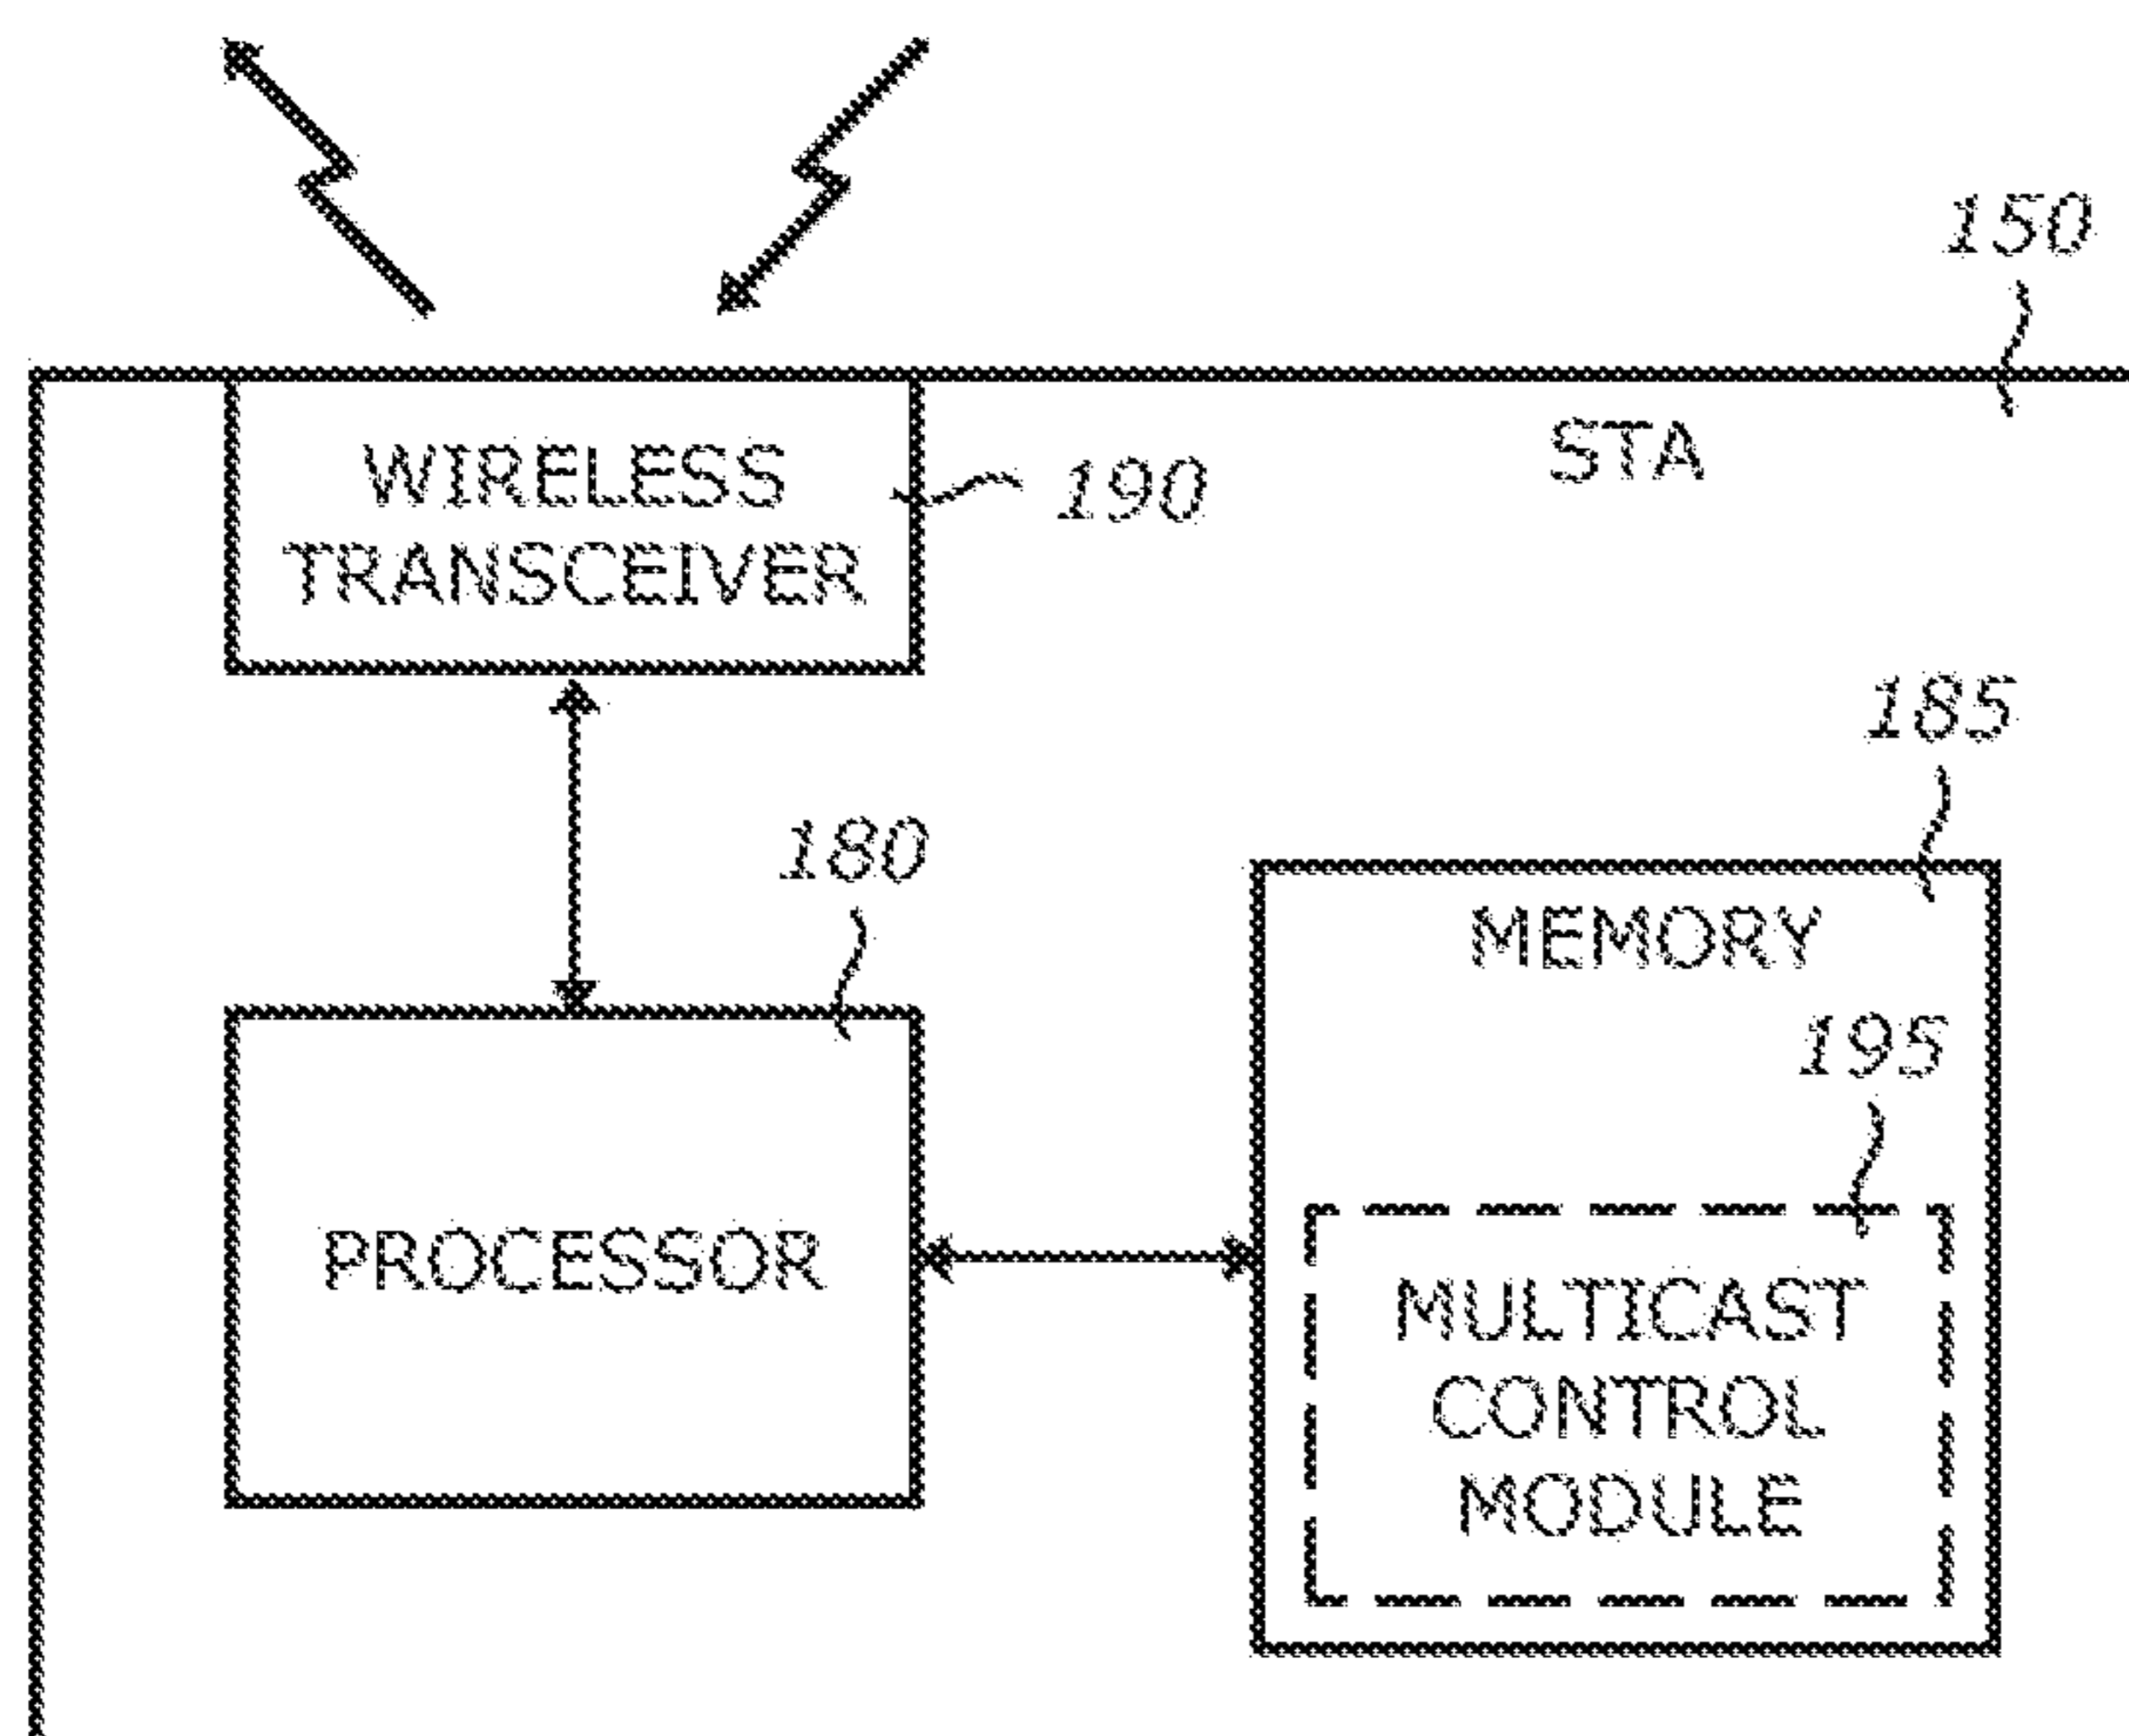 150
STA
WIRELESS
TRANSCEIVER
190
185
180
MEMORY
195
PROCESSOR
MULTICAST
CONTROL
MODULE